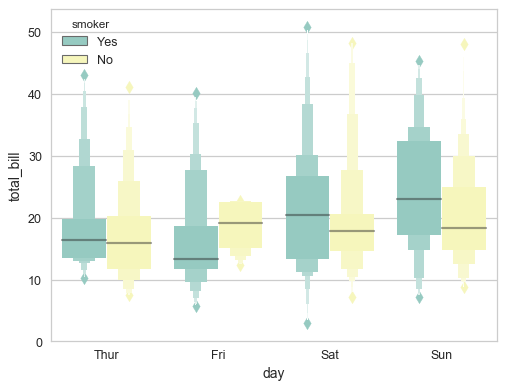 smoker
Yes
No
total_bill
50
40
30
20
10
0
Thur
Fri
Sat
Sun
day